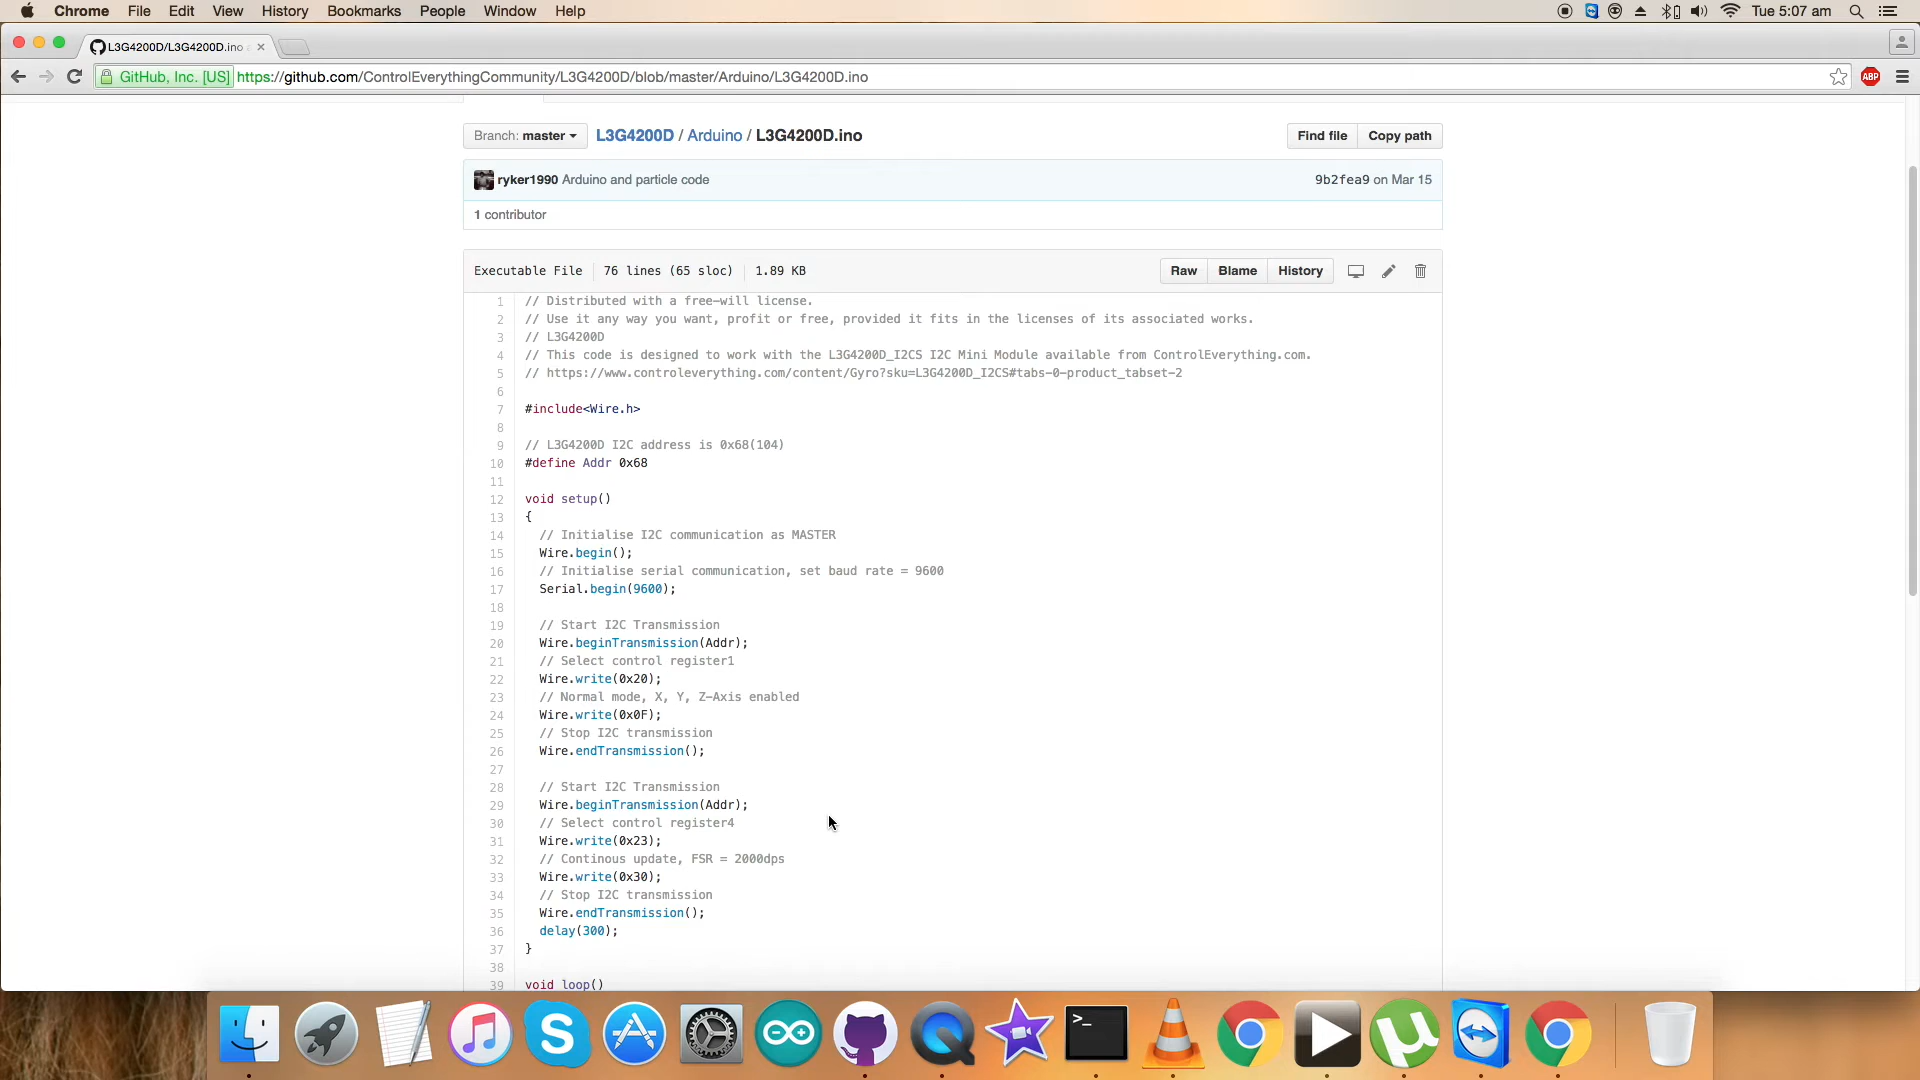 Chrome File Edit View History Bookmarks People Window Help Tue 5:07 am
L3G4200D/L3G4200D.ino
GitHub, Inc. [US] https://github.com/ControlEverythingCommunity/L3G4200D/blob/master/Arduino/L3G4200D.ino ABP
Branch: master L3G4200D / Arduino / L3G4200D.ino Find file Copy path
ryker1990 Arduino and particle code 9b2fea9 on Mar 15
1 contributor
Executable File 76 lines (65 sloc) 1.89 KB Raw Blame History
1 // Distributed with a free-will license.
2 // Use it any way you want, profit or free, provided it fits in the licenses of its associated works.
3 // L3G4200D
4 // This code is designed to work with the L3G4200D_I2CS I2C Mini Module available from ControlEverything.com.
5 // https://www.controleverything.com/content/Gyro?sku=L3G4200D_I2CS#tabs-0-product_tabset-2
6
7 #include<Wire.h>
8
9 // L3G4200D I2C address is 0x68(104)
10 #define Addr 0x68
11
12 void setup()
13 {
14 // Initialise I2C communication as MASTER
15 Wire.begin();
16 // Initialise serial communication, set baud rate = 9600
17 Serial.begin(9600);
18
19 // Start I2C Transmission
20 Wire.beginTransmission(Addr);
21 // Select control register1
22 Wire.write(0x20);
23 // Normal mode, X, Y, Z-Axis enabled
24 Wire.write(0x0F);
25 // Stop I2C transmission
26 Wire.endTransmission();
27
28 // Start I2C Transmission
29 Wire.beginTransmission(Addr);
30 // Select control register4
31 Wire.write(0x23);
32 // Continous update, FSR = 2000dps
33 Wire.write(0x30);
34 // Stop I2C transmission
35 Wire.endTransmission();
36 delay(300);
37 }
38
39 void loop()